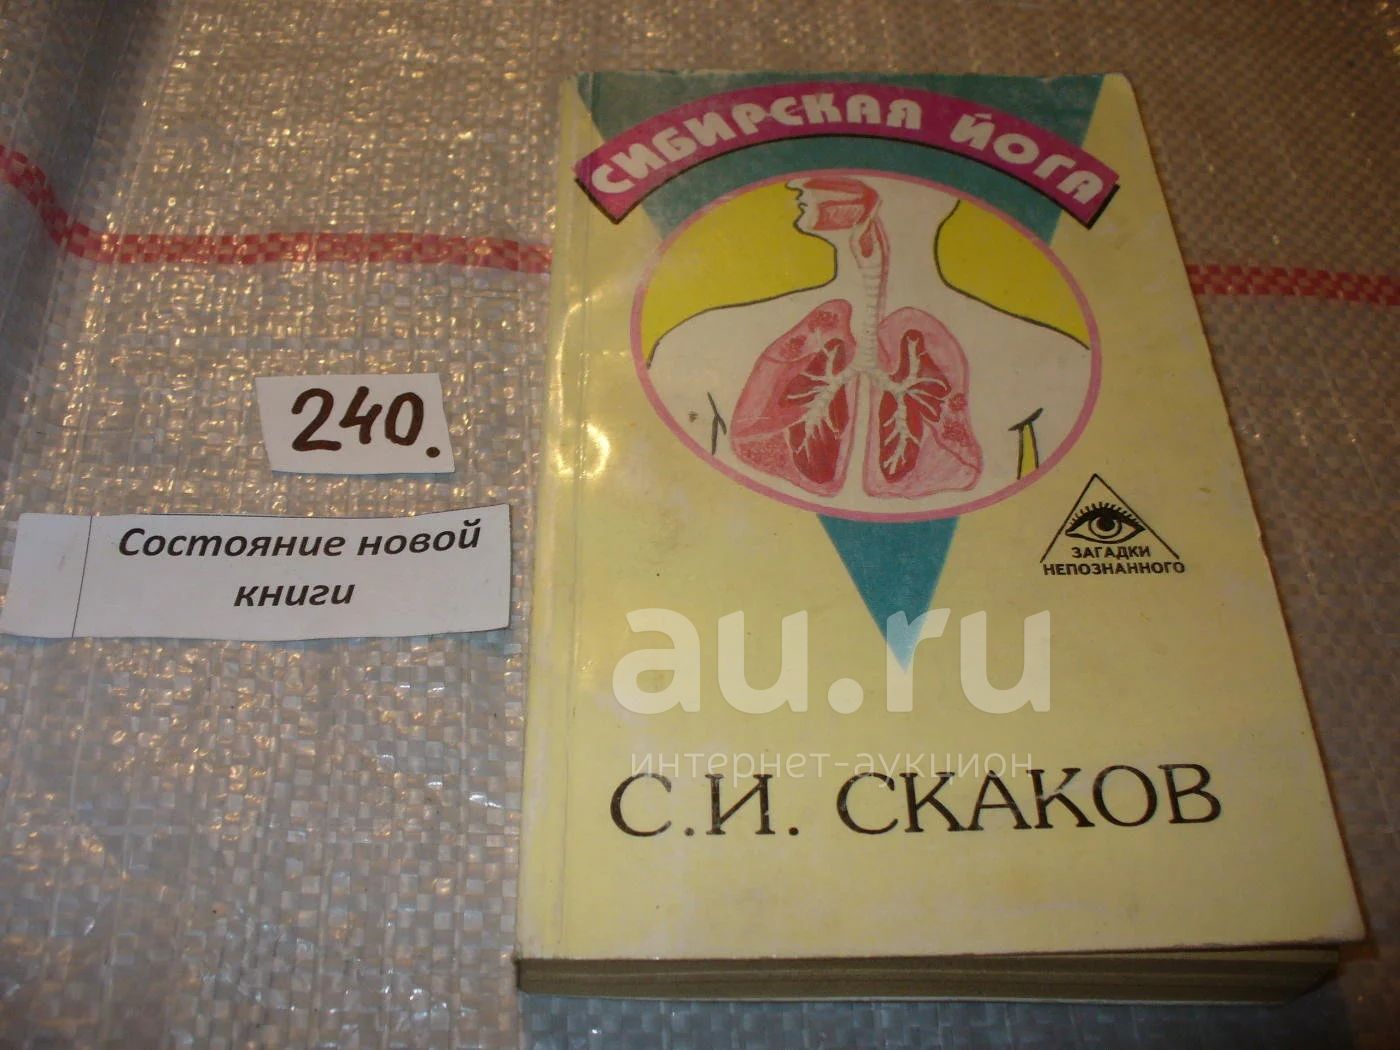 СИБИРСКАЯ ЙОГА
240.
Состояние новой
книги
ЗАГАДКИ
НЕПОЗНАННОГО
au.ru
интернет-аукцион
С.И. СКАКОВ